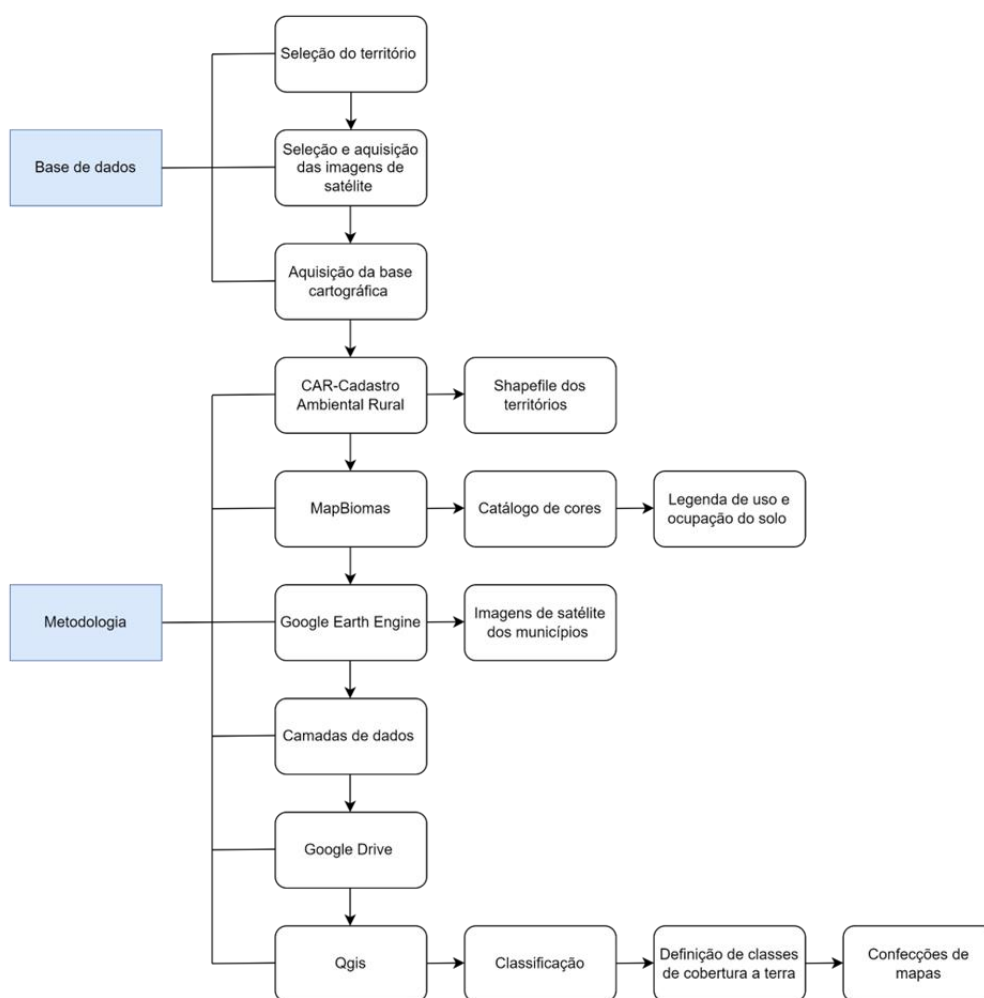 Seleção do território
Base de dados
Seleção e aquisição
das imagens de
satélite
Aquisição da base
cartográfica
CAR-Cadastro
Ambiental Rural
Shapefile dos
territórios
MapBiomas
Catálogo de cores
Legenda de uso e
ocupação do solo
Metodologia
Google Earth Engine
Imagens de satélite
dos municípios
Camadas de dados
Google Drive
Qgis
Classificação
Definição de classes
de cobertura a terra
Confecções de
mapas